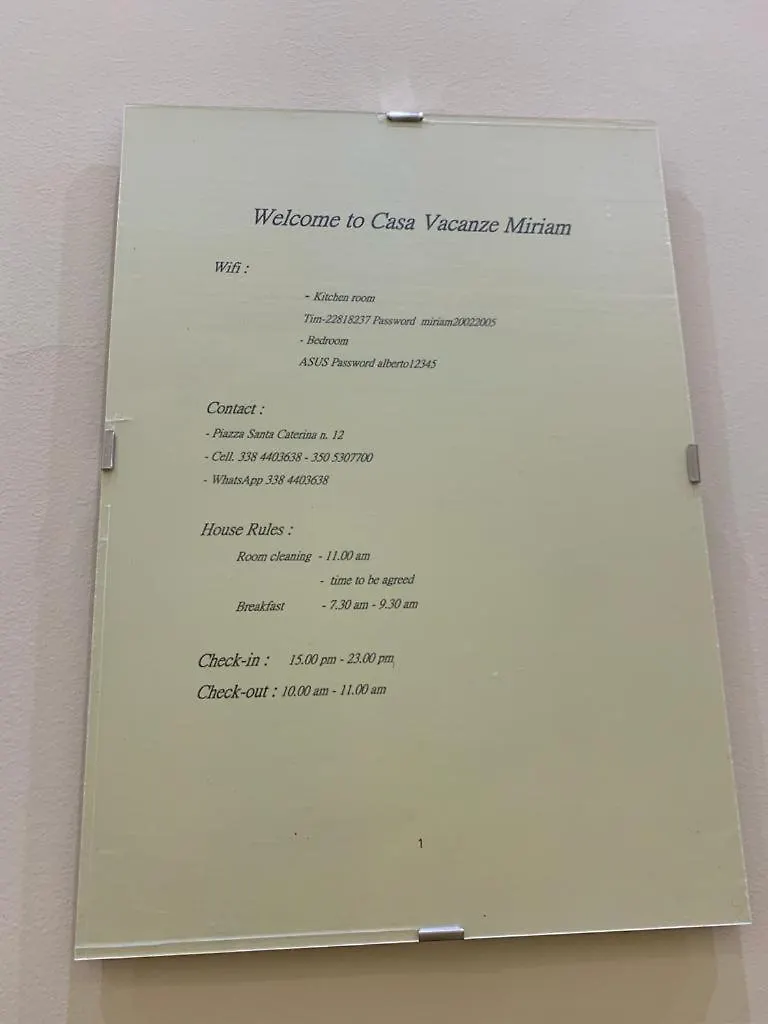 Welcome to Casa Vacanze Miriam
Wifi :
- Kitchen room
Tim-22818237 Password miriam20022005
- Bedroom
ASUS Password alberto12345
Contact :
- Piazza Santa Caterina n. 12
- Cell. 338 4403638 - 350 5307700
- WhatsApp 338 4403638
House Rules :
Room cleaning - 11.00 am
- time to be agreed
Breakfast - 7.30 am - 9.30 am
Check-in : 15.00 pm - 23.00 pm
Check-out : 10.00 am - 11.00 am
1